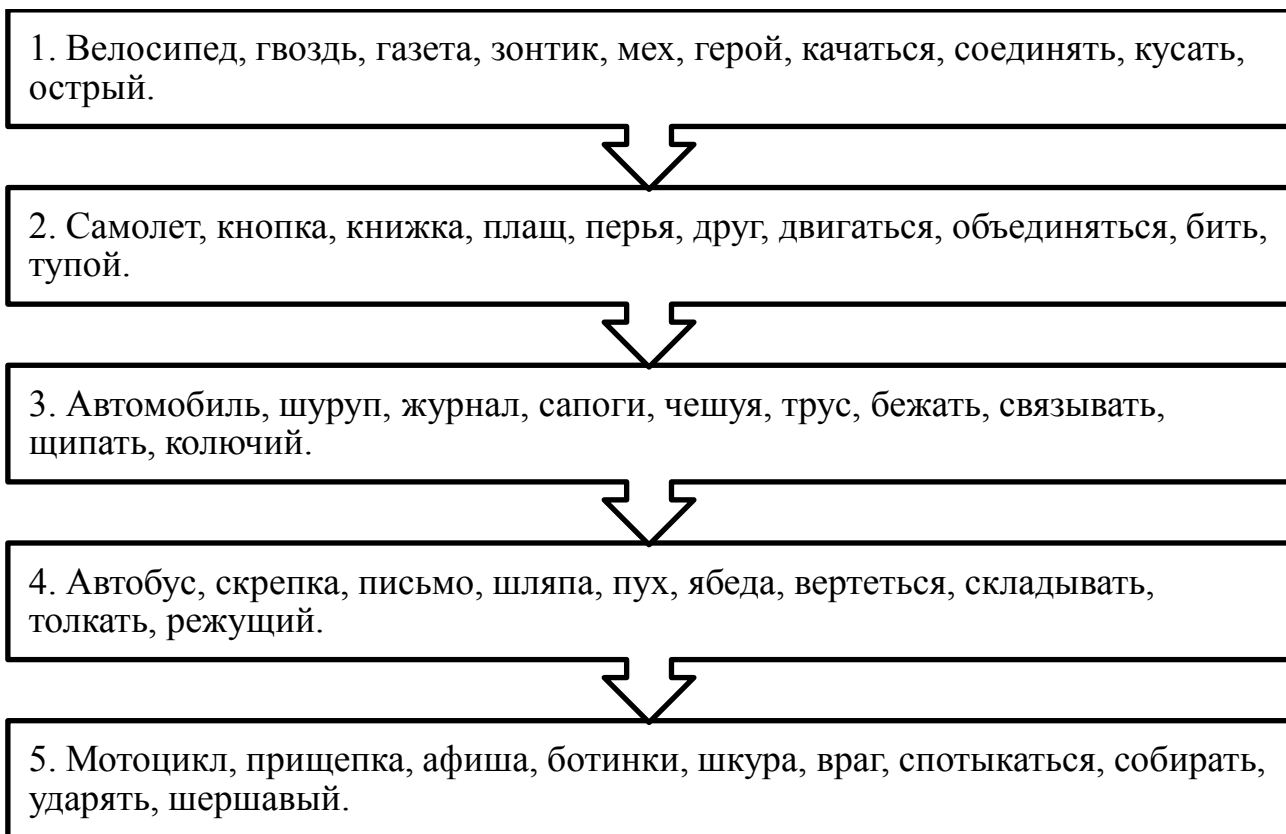 1. Велосипед, гвоздь, газета, зонтик, мех, герой, качаться, соединять, кусать,
острый.
2. Самолет, кнопка, книжка, плащ, перья, друг, двигаться, объединяться, бить,
тупой.
3. Автомобиль, шуруп, журнал, сапоги, чешуя, трус, бежать, связывать,
щипать, колючий.
4. Автобус, скрепка, письмо, шляпа, пух, ябеда, вертеться, складывать,
толкать, режущий.
5. Мотоцикл, прищепка, афиша, ботинки, шкура, враг, спотыкаться, собирать,
ударять, шершавый.